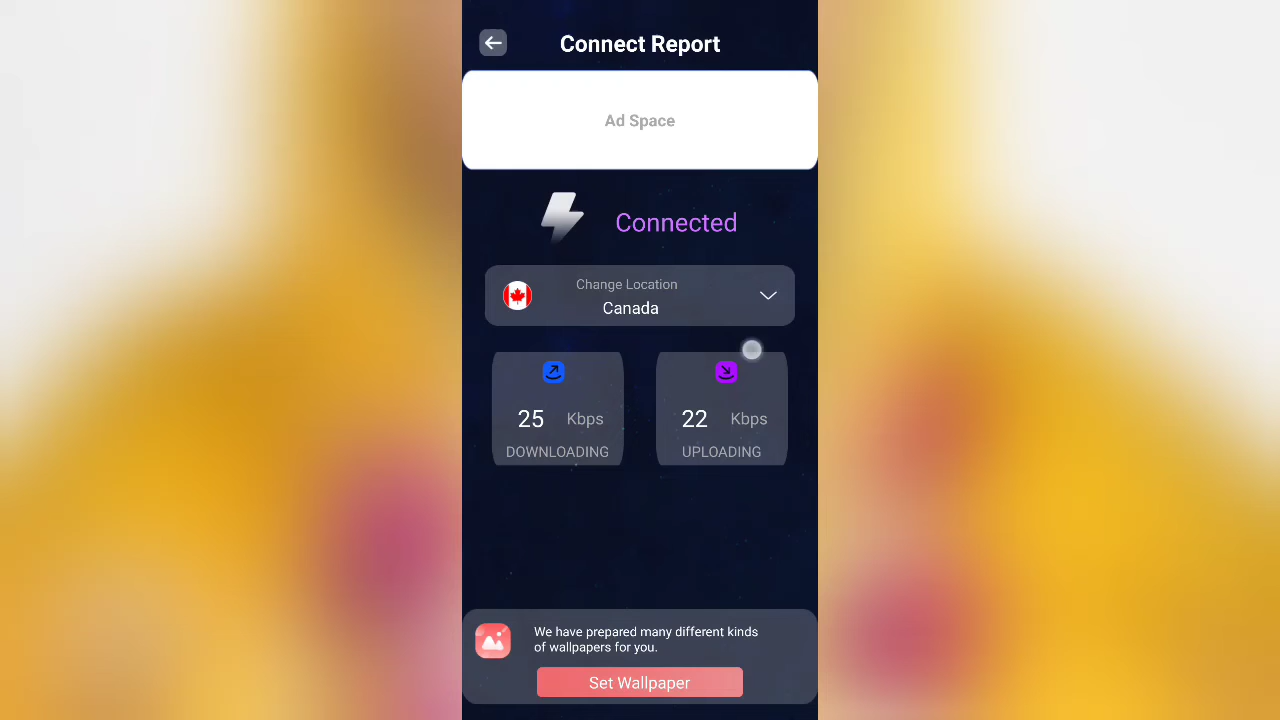 Connect Report
Ad Space
Connected
Change Location
Canada
25 Kbps
DOWNLOADING
22 Kbps
UPLOADING
We have prepared many different kinds
of wallpapers for you.
Set Wallpaper